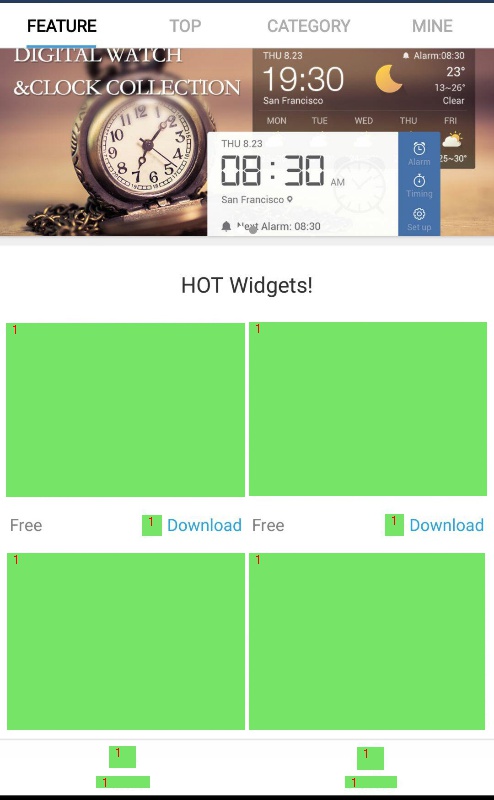 FEATURE TOP CATEGORY MINE
DIGITAL WATCH
&CLOCK COLLECTION
THU 8.23 Alarm:08:30
19:30 23°
13~26°
San Francisco Clear
MON TUE WED THU FRI
25~30°
THU 8.23
08:30 AM
San Francisco
Next Alarm: 08:30
Alarm
Timing
Set up
HOT Widgets!
1 1
Free 1 Download Free 1 Download
1 1
1 1
1 1